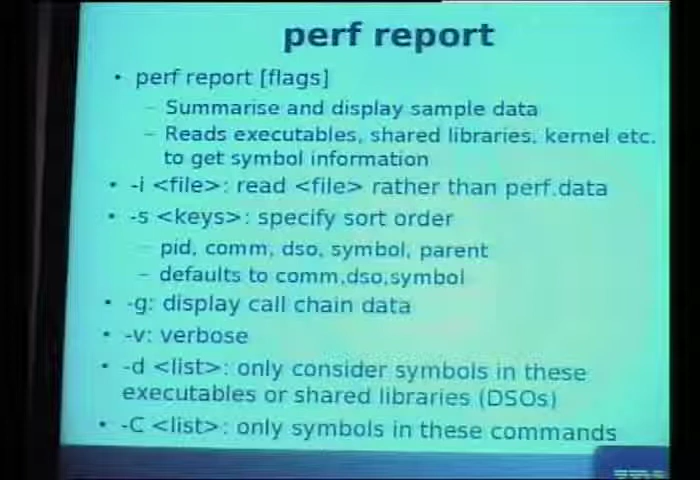 perf report
• perf report [flags]
– Summarise and display sample data
– Reads executables, shared libraries, kernel etc.
to get symbol information
• -i <file>: read <file> rather than perf.data
• -s <keys>: specify sort order
– pid, comm, dso, symbol, parent
– defaults to comm,dso,symbol
• -g: display call chain data
• -v: verbose
• -d <list>: only consider symbols in these
executables or shared libraries (DSOs)
• -C <list>: only symbols in these commands